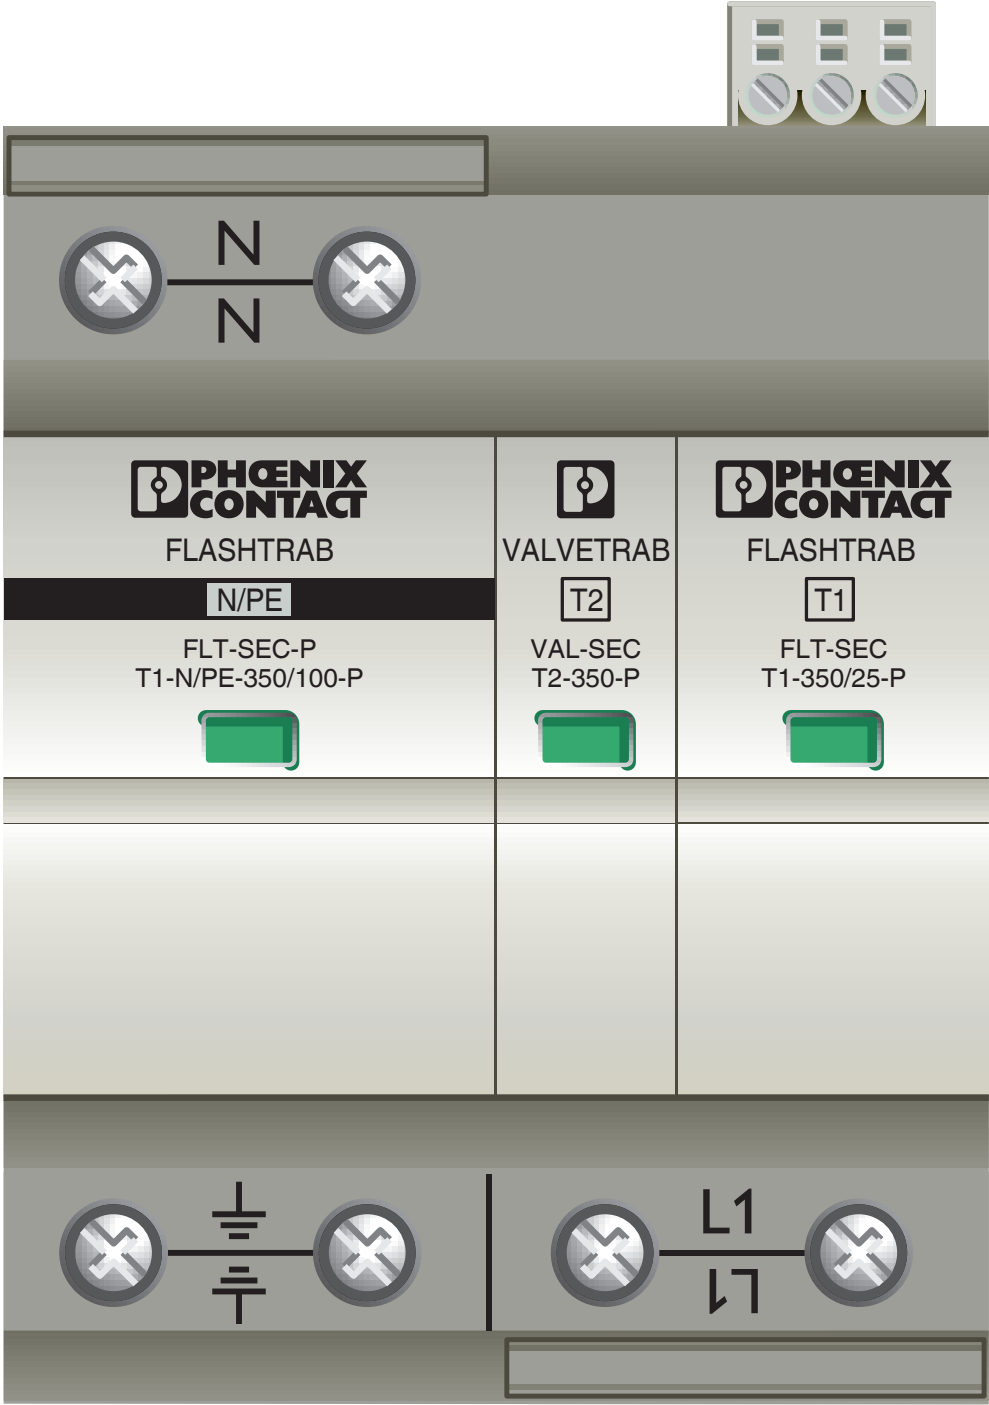 N
N
PHŒNIX
CONTACT
FLASHTRAB
N/PE
FLT-SEC-P
T1-N/PE-350/100-P
VALVETRAB
T2
VAL-SEC
T2-350-P
PHŒNIX
CONTACT
FLASHTRAB
T1
FLT-SEC
T1-350/25-P
L1
L1